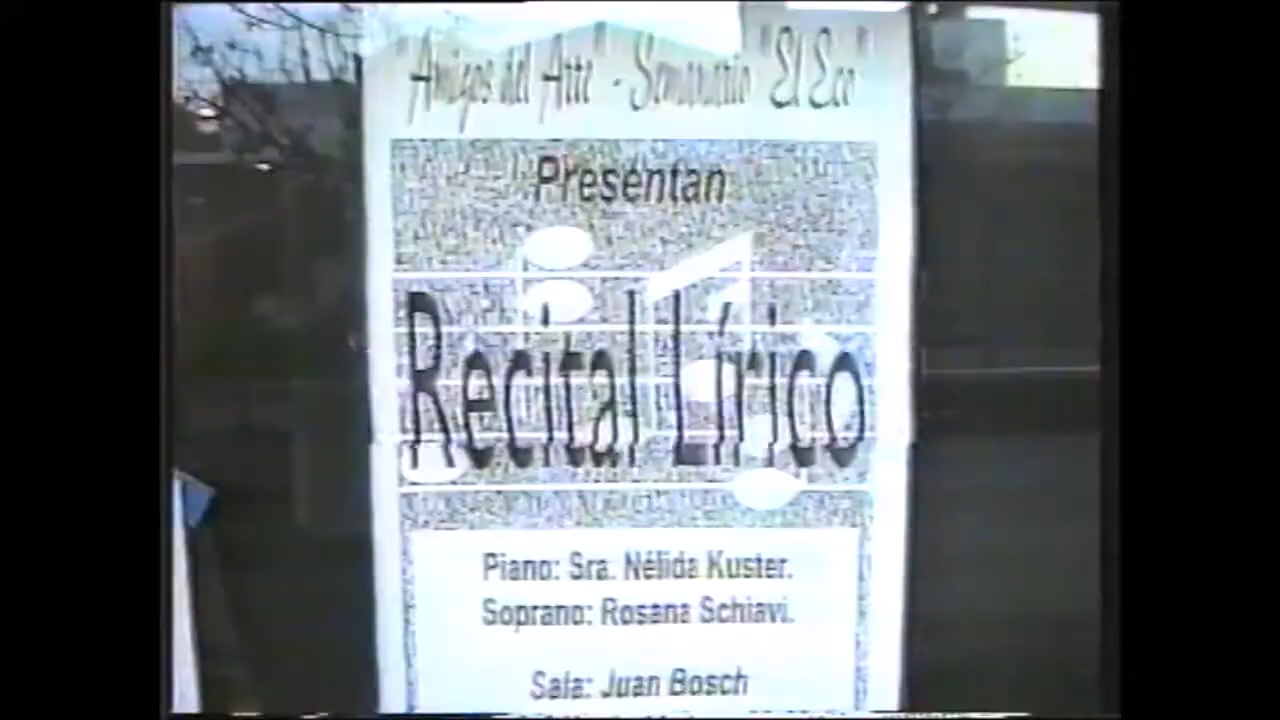 "Amigos del Arte" - Semanario "El Eco"
Presentan
Recital Lírico
Piano: Sra. Nélida Kuster.
Soprano: Rosana Schiavi.
Sala: Juan Bosch